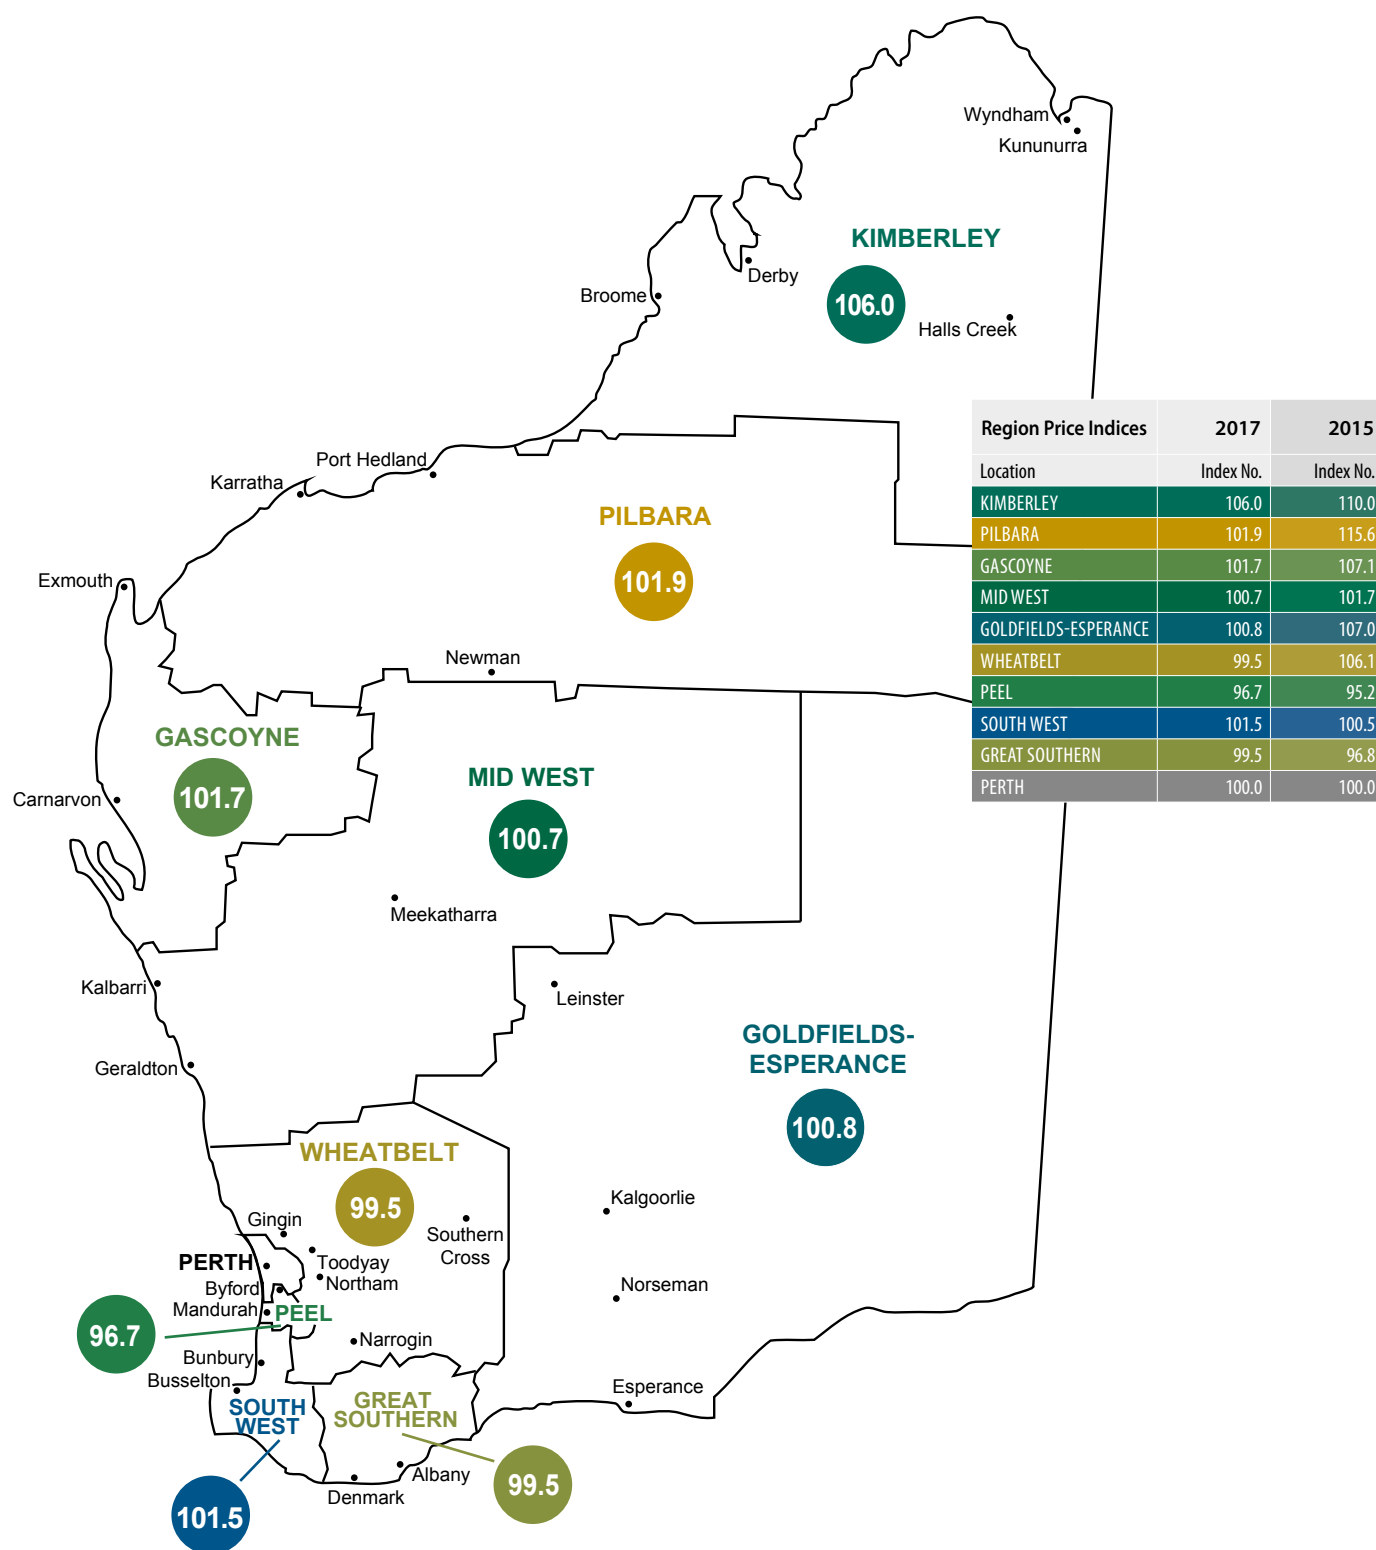 Wyndham
Kununurra
KIMBERLEY
106.0
Derby
Broome
Halls Creek
Region Price Indices 2017 2015
Location Index No. Index No.
KIMBERLEY 106.0 110.0
PILBARA 101.9 115.6
GASCOYNE 101.7 107.1
MID WEST 100.7 101.7
GOLDFIELDS-ESPERANCE 100.8 107.0
WHEATBELT 99.5 106.1
PEEL 96.7 95.2
SOUTH WEST 101.5 100.5
GREAT SOUTHERN 99.5 96.8
PERTH 100.0 100.0
Port Hedland
Karratha
PILBARA
101.9
Exmouth
Newman
GASCOYNE
101.7
Carnarvon
MID WEST
100.7
Meekatharra
Kalbarri
Leinster
GOLDFIELDS-
ESPERANCE
100.8
Geraldton
WHEATBELT
99.5
Kalgoorlie
Gingin
Southern
Cross
PERTH
Toodyay
Northam
Byford
Mandurah
PEEL
96.7
Norseman
Narrogin
Bunbury
Busselton
SOUTH
WEST
101.5
GREAT
SOUTHERN
99.5
Esperance
Albany
Denmark